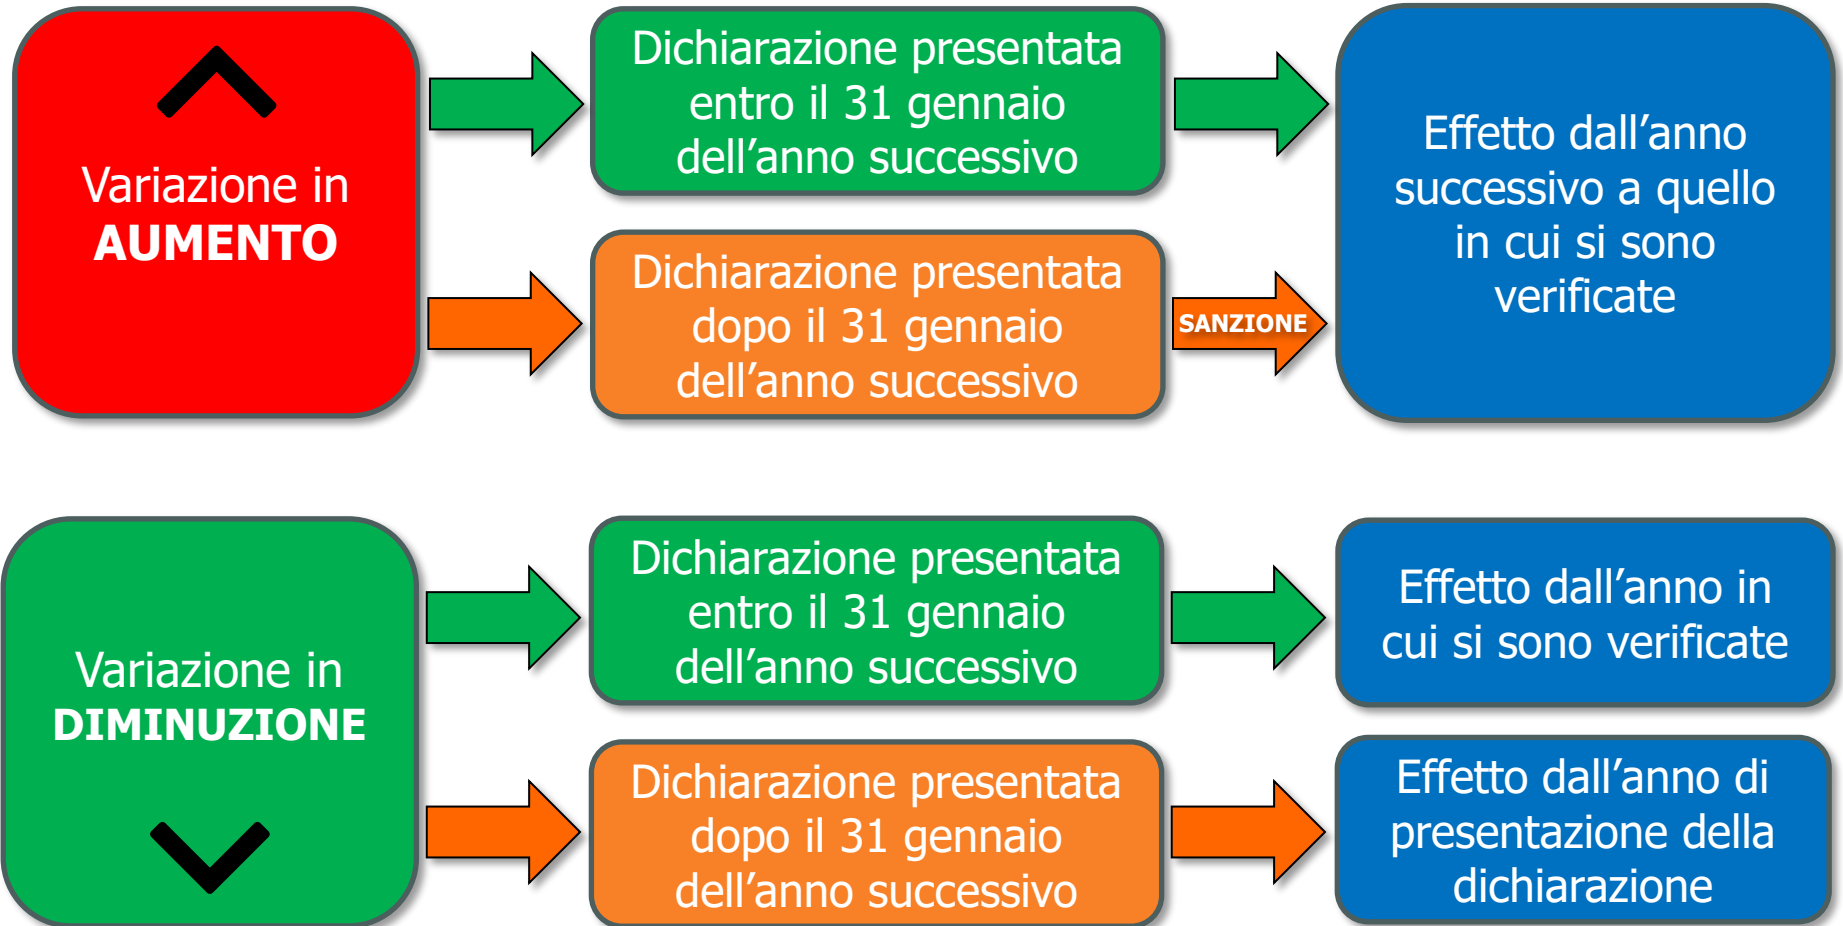 Variazione in
AUMENTO
Dichiarazione presentata
entro il 31 gennaio
dell’anno successivo
Dichiarazione presentata
dopo il 31 gennaio
dell’anno successivo
SANZIONE
Effetto dall’anno
successivo a quello
in cui si sono
verificate
Variazione in
DIMINUZIONE
Dichiarazione presentata
entro il 31 gennaio
dell’anno successivo
Effetto dall’anno in
cui si sono verificate
Dichiarazione presentata
dopo il 31 gennaio
dell’anno successivo
Effetto dall’anno di
presentazione della
dichiarazione